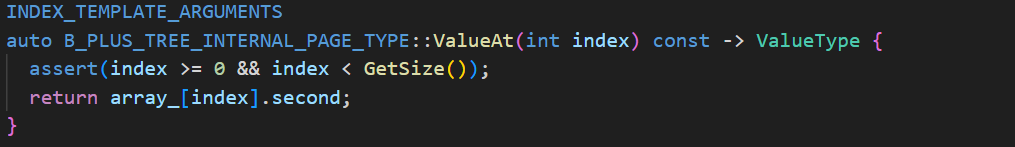 INDEX_TEMPLATE_ARGUMENTS
auto B_PLUS_TREE_INTERNAL_PAGE_TYPE::ValueAt(int index) const -> ValueType {
  assert(index >= 0 && index < GetSize());
  return array_[index].second;
}